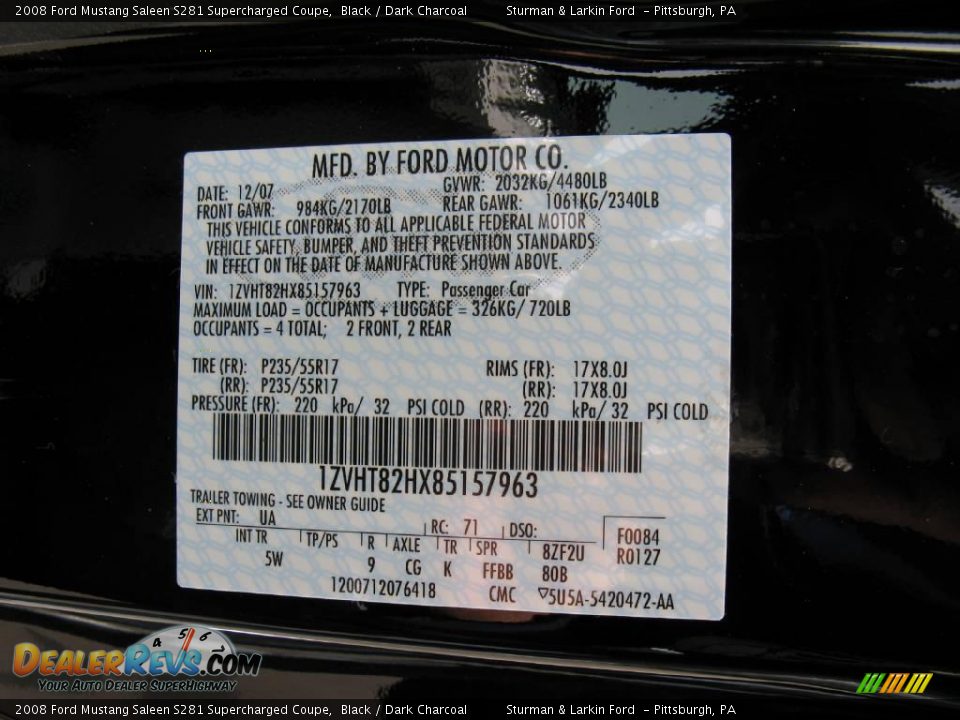 2008 Ford Mustang Saleen S281 Supercharged Coupe, Black / Dark Charcoal Sturman & Larkin Ford - Pittsburgh, PA
MFD. BY FORD MOTOR CO.
DATE: 12/07 GVWR: 2032KG/4480LB
FRONT GAWR: 984KG/2170LB REAR GAWR: 1061KG/2340LB
THIS VEHICLE CONFORMS TO ALL APPLICABLE FEDERAL MOTOR
VEHICLE SAFETY, BUMPER, AND THEFT PREVENTION STANDARDS
IN EFFECT ON THE DATE OF MANUFACTURE SHOWN ABOVE.
VIN: 1ZVHT82HX85157963 TYPE: Passenger Car
MAXIMUM LOAD = OCCUPANTS + LUGGAGE = 326KG/ 720LB
OCCUPANTS = 4 TOTAL; 2 FRONT, 2 REAR
TIRE (FR): P235/55R17 RIMS (FR): 17X8.0J
(RR): P235/55R17 (RR): 17X8.0J
PRESSURE (FR): 220 kPa/ 32 PSI COLD (RR): 220 kPa/ 32 PSI COLD
1ZVHT82HX85157963
TRAILER TOWING - SEE OWNER GUIDE
EXT PNT: UA RC: 71 DSO: F0084
INT TR TP/PS R AXLE TR SPR 8ZF2U R0127
5W 9 CG K FFBB 80B
1200712076418 CMC ▽5U5A-5420472-AA
4 5 6
DEALERREVS.COM
YOUR AUTO DEALER SUPERHIGHWAY
2008 Ford Mustang Saleen S281 Supercharged Coupe, Black / Dark Charcoal Sturman & Larkin Ford - Pittsburgh, PA